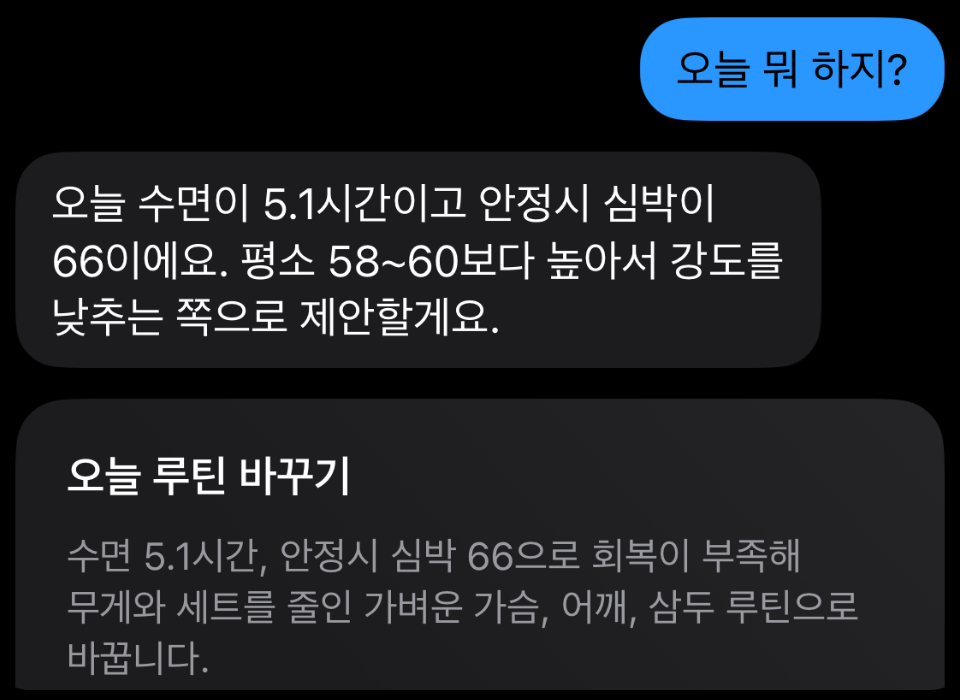 오늘 뭐 하지?
오늘 수면이 5.1시간이고 안정시 심박이
66이에요. 평소 58~60보다 높아서 강도를
낮추는 쪽으로 제안할게요.
오늘 루틴 바꾸기
수면 5.1시간, 안정시 심박 66으로 회복이 부족해
무게와 세트를 줄인 가벼운 가슴, 어깨, 삼두 루틴으로
바꿉니다.